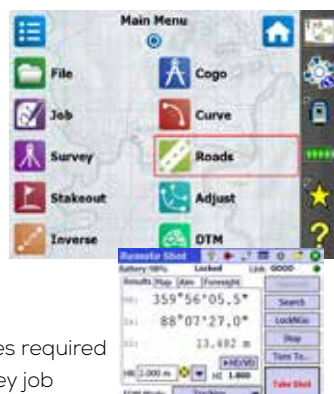 Main Menu
File
Cogo
Job
Curve
Survey
Roads
Stakeout
Adjust
Inverse
DTM
Remote Shot
Battery: 98% Locked Link GOOD
Results Map Aim Foresight
359°56'05,5"
Search
88°07'27,0"
Lock&Go
13.482 m
Stop
Turn To...
HR 2.000 m HI 1.800
Take Shot
es required
ey job